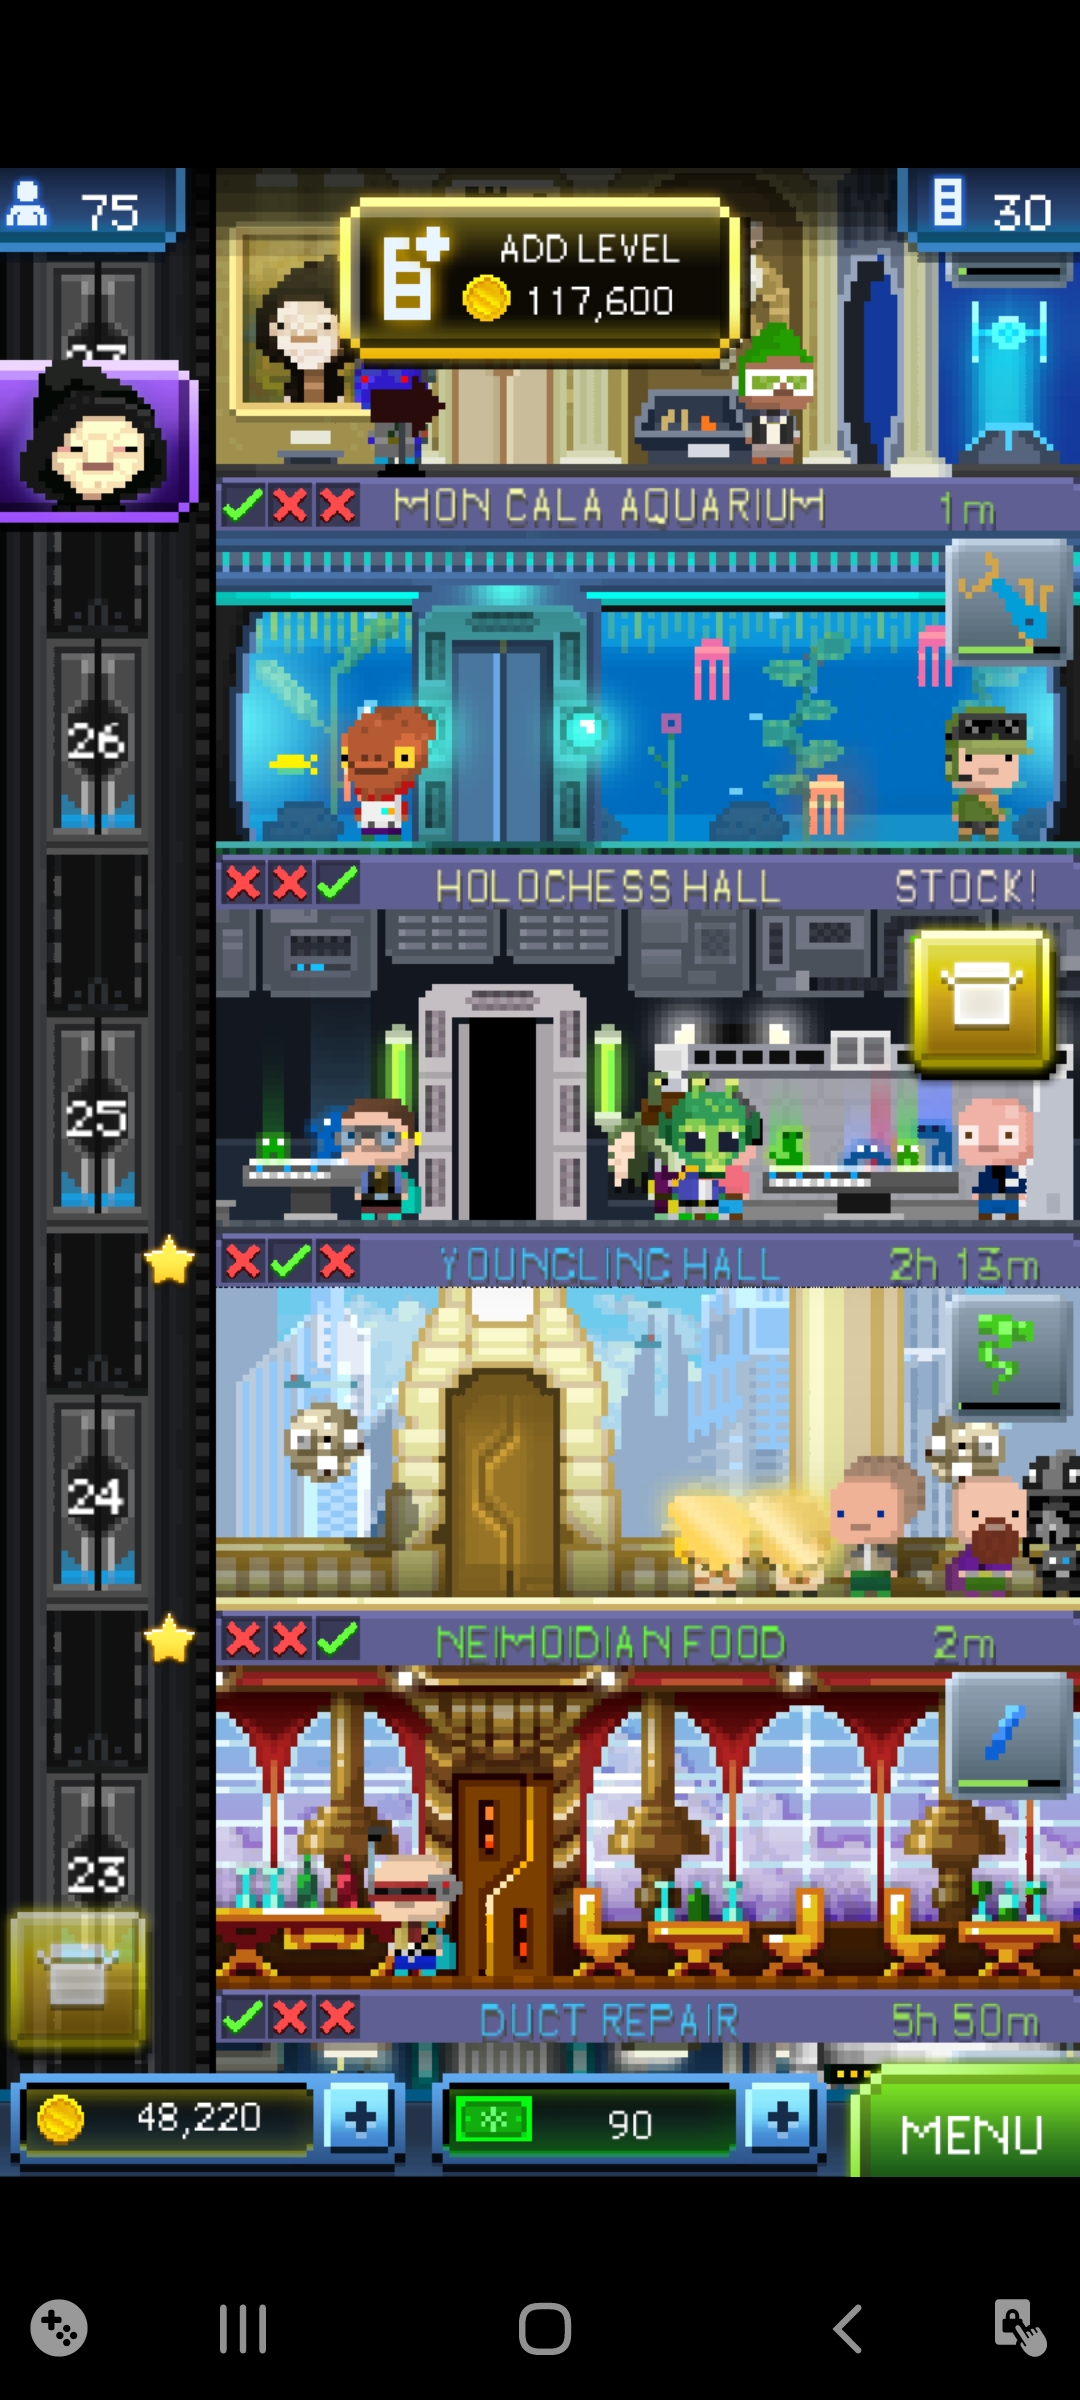 75
ADD LEVEL
117,600
30
MON CALA AQUARIUM 1m
26
HOLOCHESS HALL STOCK!
25
YOUNGLING HALL 2h 13m
24
NEIMOIDIAN FOOD 2m
23
DUCT REPAIR 5h 50m
48,220
90
MENU